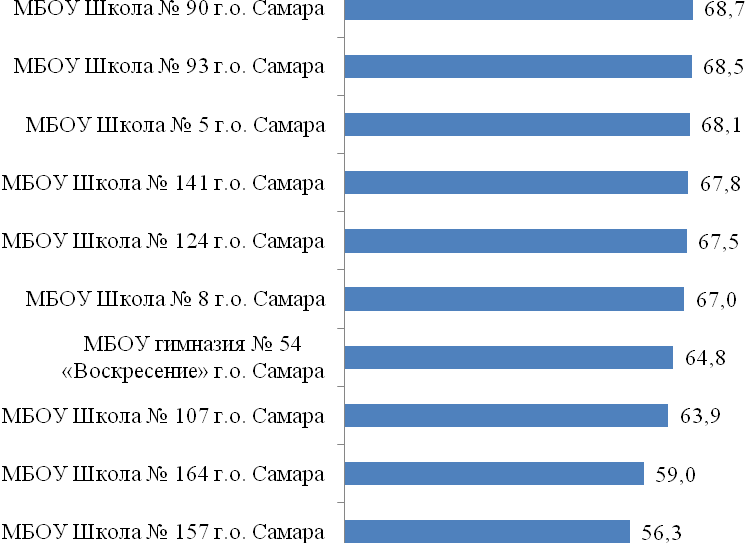 МБОУ Школа № 90 г.о. Самара 68,7
МБОУ Школа № 93 г.о. Самара 68,5
МБОУ Школа № 5 г.о. Самара 68,1
МБОУ Школа № 141 г.о. Самара 67,8
МБОУ Школа № 124 г.о. Самара 67,5
МБОУ Школа № 8 г.о. Самара 67,0
МБОУ гимназия № 54
«Воскресение» г.о. Самара 64,8
МБОУ Школа № 107 г.о. Самара 63,9
МБОУ Школа № 164 г.о. Самара 59,0
МБОУ Школа № 157 г.о. Самара 56,3